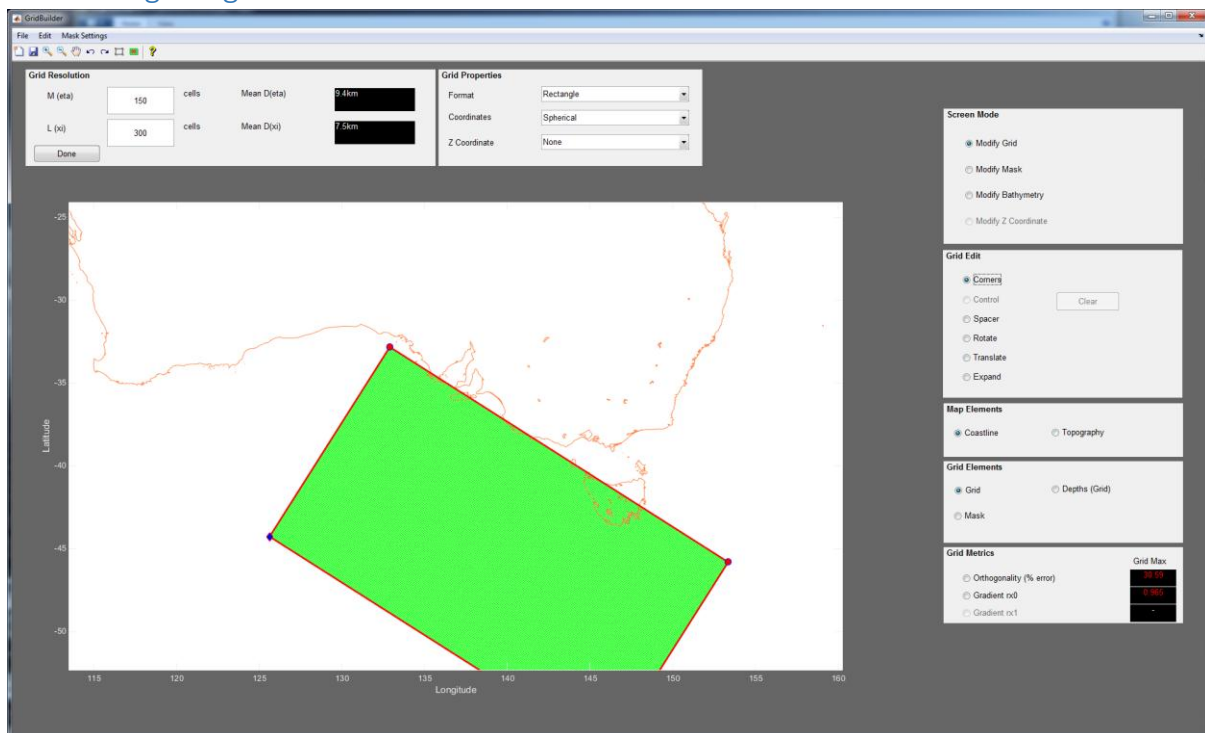 GridBuilder
File Edit Mask Settings
Grid Resolution
M (eta) 150 cells Mean D(eta) 9.4km
L (xi) 300 cells Mean D(xi) 7.5km
Done
Grid Properties
Format Rectangle
Coordinates Spherical
Z Coordinate None
Screen Mode
Modify Grid
Modify Mask
Modify Bathymetry
Modify Z Coordinate
Grid Edit
Corners
Control Clear
Spacer
Rotate
Translate
Expand
Map Elements
Coastline Topography
Grid Elements
Grid Depths (Grid)
Mask
Grid Metrics
Grid Max
Orthogonality (% error) 39.59
Gradient rx0 0.965
Gradient rx1 -
-25
-30
-35
-40
-45
-50
Latitude
115 120 125 130 135 140 145 150 155 160
Longitude